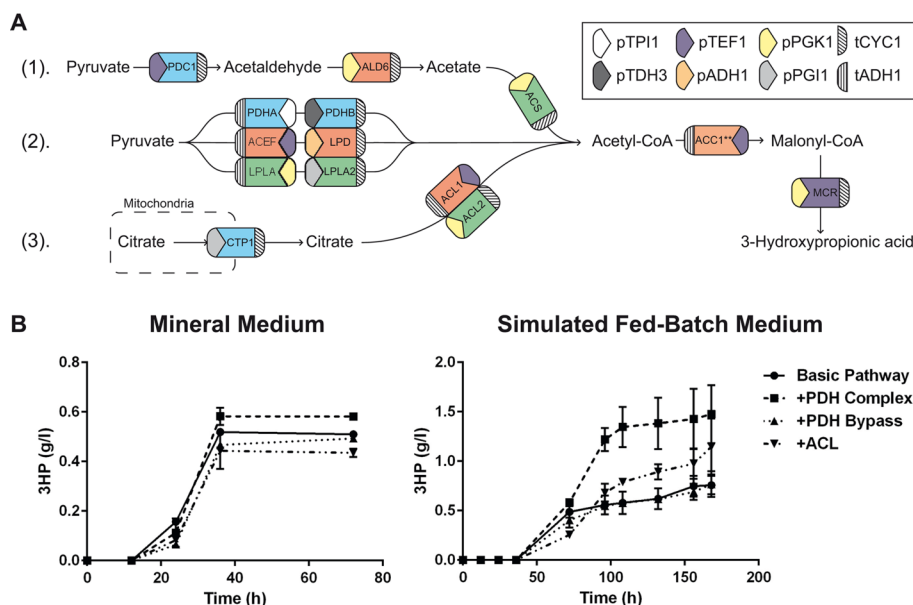 A
(1). Pyruvate PDC1 Acetaldehyde ALD6 Acetate
ACS
pTPI1 pTEF1 pPGK1 tCYC1
pTDH3 pADH1 pPGI1 tADH1
PDHA PDHB
(2). Pyruvate ACEF LPD
LPLA LPLA2
Acetyl-CoA ACC1** Malonyl-CoA
MCR
3-Hydroxypropionic acid
ACL1
ACL2
Mitochondria
(3). Citrate CTP1 Citrate
B
Mineral Medium
3HP (g/l)
0.8
0.6
0.4
0.2
0.0
0 20 40 60 80
Time (h)
Simulated Fed-Batch Medium
3HP (g/l)
2.0
1.5
1.0
0.5
0.0
0 50 100 150 200
Time (h)
Basic Pathway
+PDH Complex
+PDH Bypass
+ACL